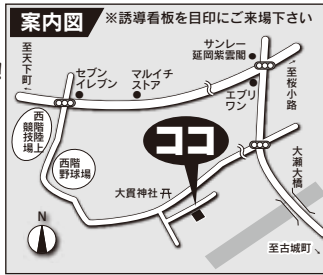 案内図
※誘導看板を目印にご来場下さい
至天下町
セブン
イレブン
マルイチ
ストア
サンレー
延岡紫雲閣
エブリ
ワン
至桜小路
西階陸上
競技場
西階
野球場
ココ
大貫神社
大瀬大橋
N
至古城町